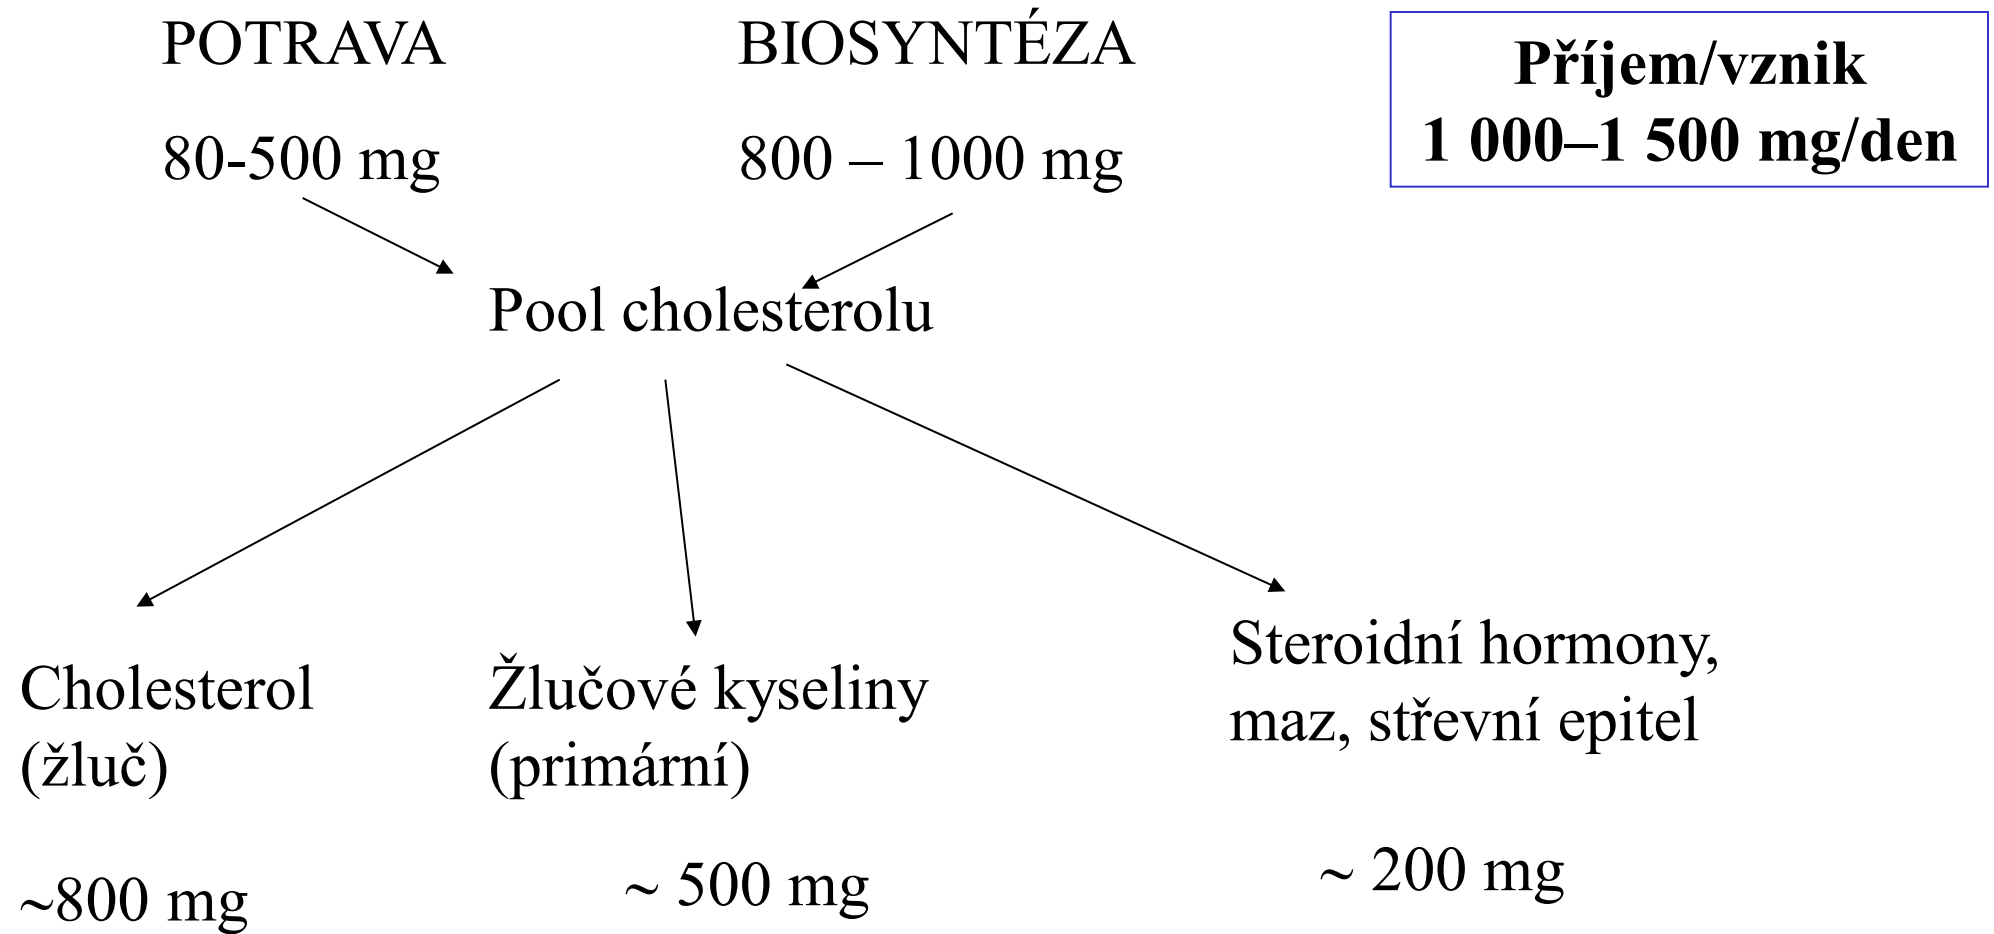 POTRAVA
BIOSYNTÉZA
Příjem/vznik
1 000–1 500 mg/den
80-500 mg
800 – 1000 mg
Pool cholesterolu
Cholesterol
(žluč)
Žlučové kyseliny
(primární)
Steroidní hormony,
maz, střevní epitel
~800 mg
~ 500 mg
~ 200 mg